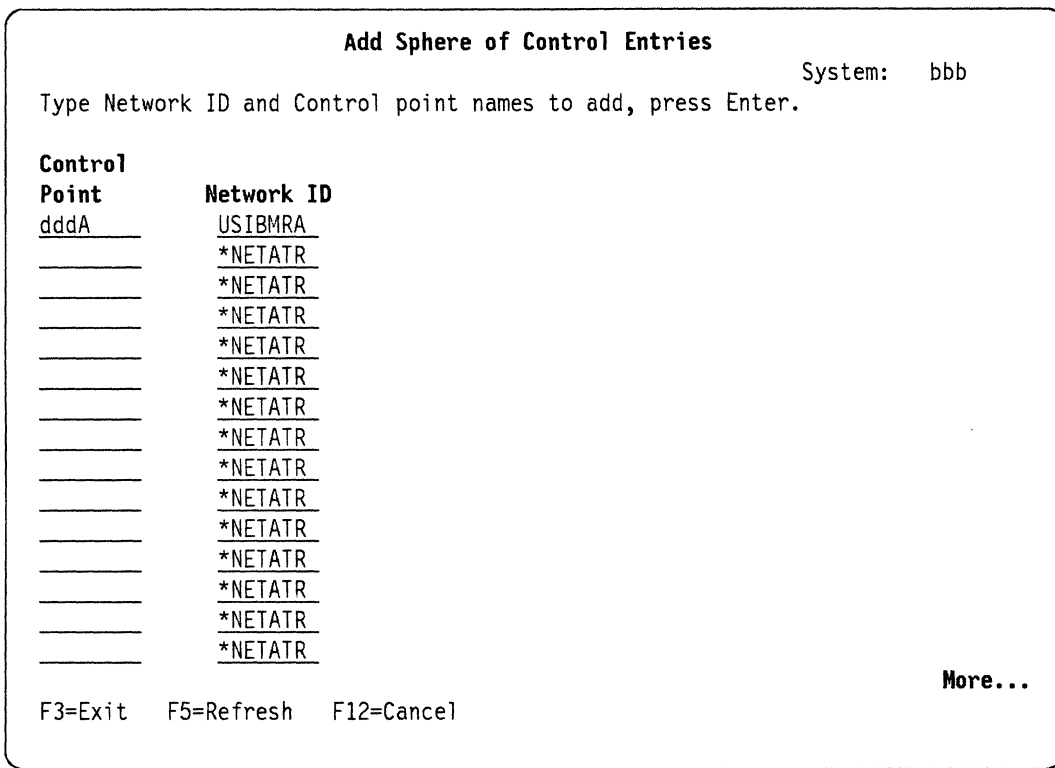 Add Sphere of Control Entries
System: bbb
Type Network ID and Control point names to add, press Enter.
Control
Point Network ID
dddA USIBMRA
*NETATR
*NETATR
*NETATR
*NETATR
*NETATR
*NETATR
*NETATR
*NETATR
*NETATR
*NETATR
*NETATR
*NETATR
*NETATR
*NETATR
More...
F3=Exit F5=Refresh F12=Cancel